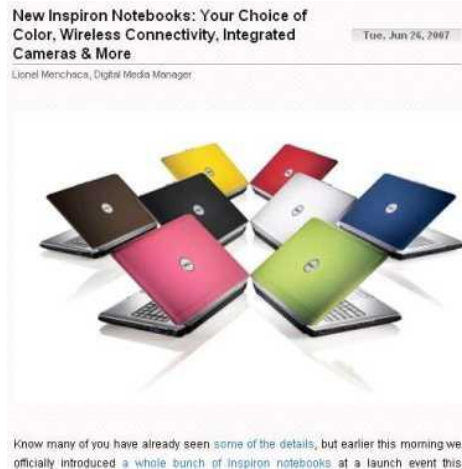 New Inspiron Notebooks: Your Choice of
Color, Wireless Connectivity, Integrated
Cameras & More
Tue, Jun 26, 2007
Lionel Menchaca, Digital Media Manager
Know many of you have already seen some of the details, but earlier this morning we
officially introduced a whole bunch of Inspiron notebooks at a launch event this